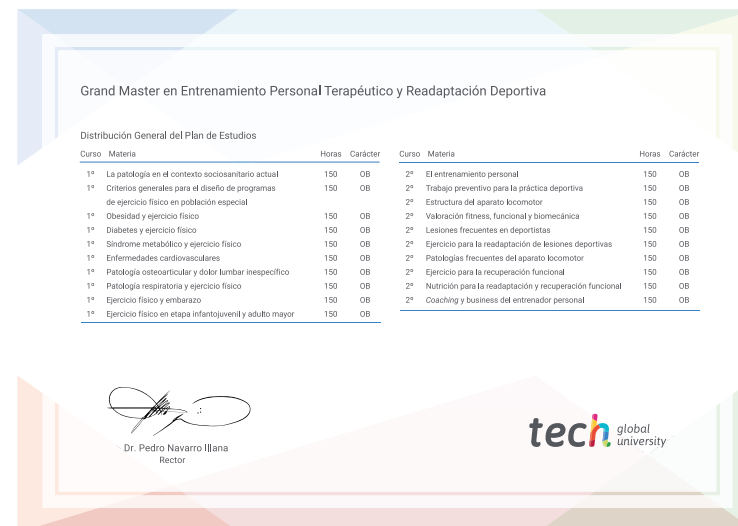 Grand Master en Entrenamiento Personal Terapéutico y Readaptación Deportiva
Distribución General del Plan de Estudios
Curso Materia Horas Carácter
1º La patología en el contexto sociosanitario actual 150 OB
1º Criterios generales para el diseño de programas 150 OB
de ejercicio físico en población especial
1º Obesidad y ejercicio físico 150 OB
1º Diabetes y ejercicio físico 150 OB
1º Síndrome metabólico y ejercicio físico 150 OB
1º Enfermedades cardiovasculares 150 OB
1º Patología osteoarticular y dolor lumbar inespecífico 150 OB
1º Patología respiratoria y ejercicio físico 150 OB
1º Ejercicio físico y embarazo 150 OB
1º Ejercicio físico en etapa infantojuvenil y adulto mayor 150 OB
Curso Materia Horas Carácter
2º El entrenamiento personal 150 OB
2º Trabajo preventivo para la práctica deportiva 150 OB
2º Estructura del aparato locomotor 150 OB
2º Valoración fitness, funcional y biomecánica 150 OB
2º Lesiones frecuentes en deportistas 150 OB
2º Ejercicio para la readaptación de lesiones deportivas 150 OB
2º Patologías frecuentes del aparato locomotor 150 OB
2º Ejercicio para la recuperación funcional 150 OB
2º Nutrición para la readaptación y recuperación funcional 150 OB
2º Coaching y business del entrenador personal 150 OB
Dr. Pedro Navarro Illana
Rector
tech global
university